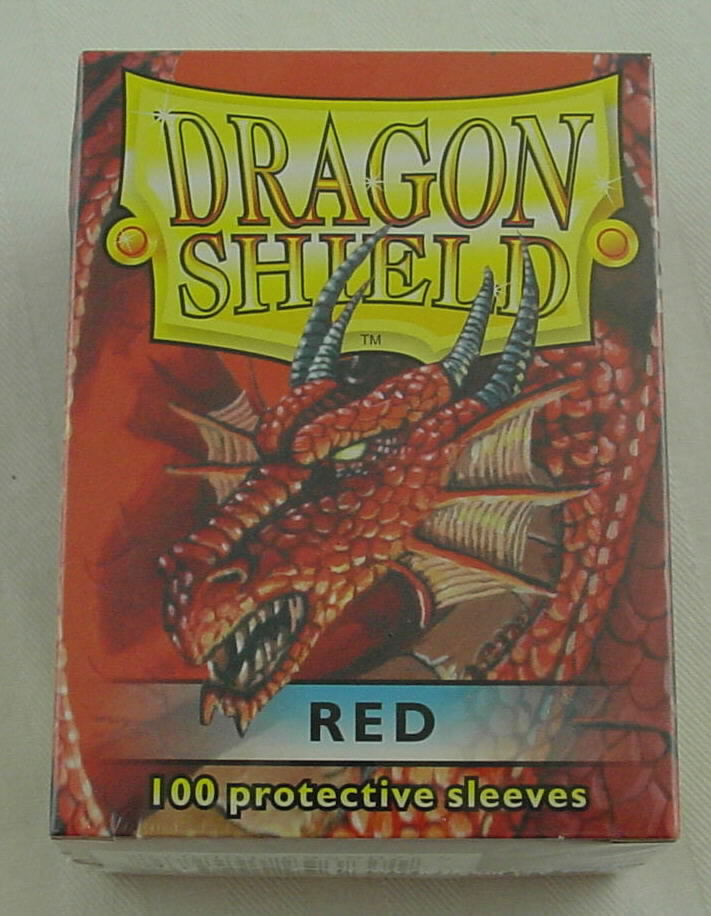 DRAGON
SHIELD
TM
RED
100 protective sleeves